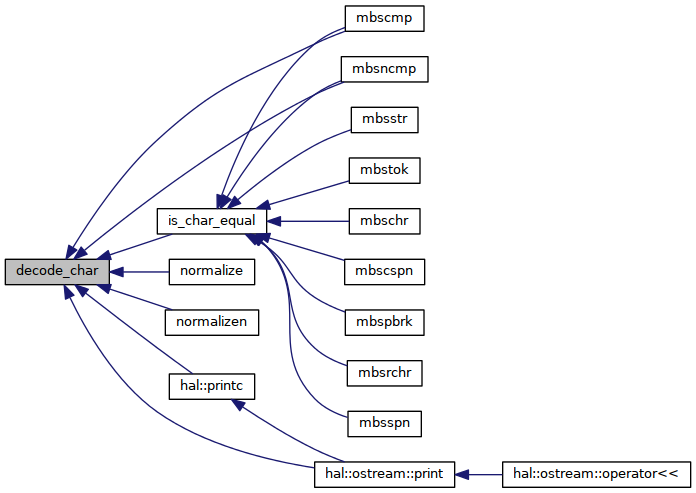 mbscmp
mbsncmp
mbsstr
mbstok
is_char_equal
mbschr
decode_char
normalize
mbscspn
normalizen
mbspbrk
mbsrchr
hal::printc
mbsspn
hal::ostream::print
hal::ostream::operator<<